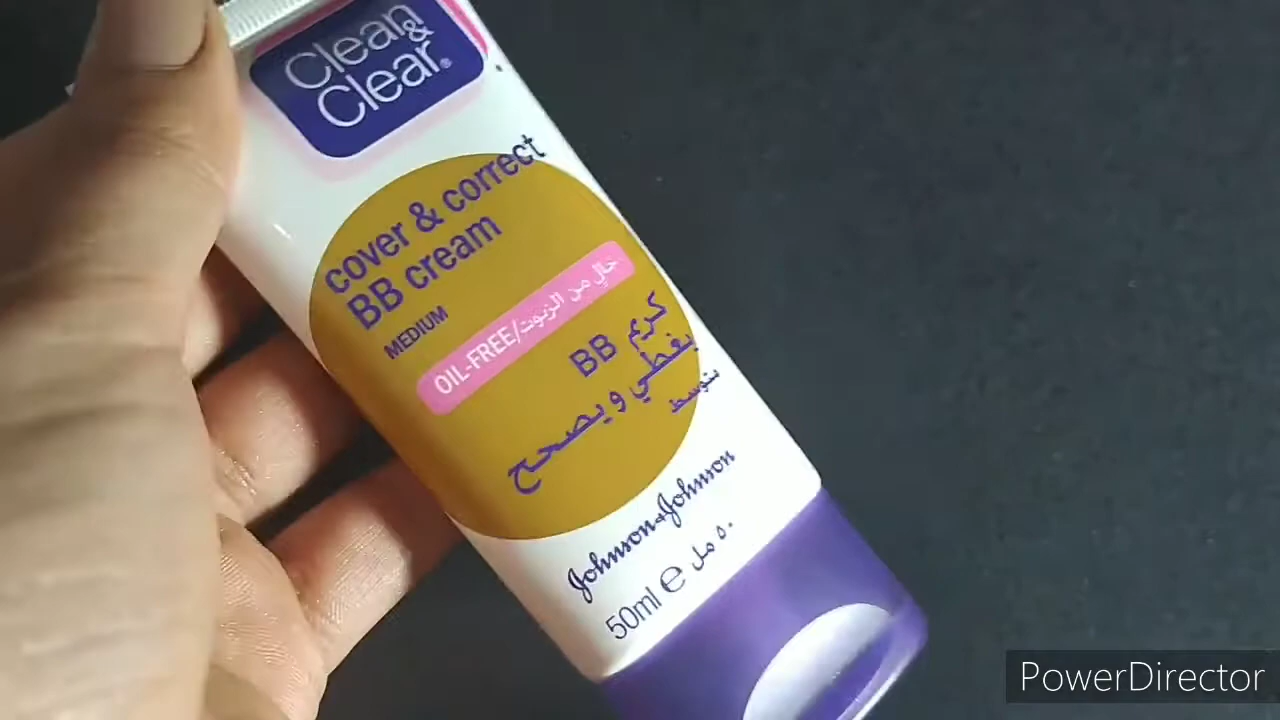 Clean &
Clear®
cover & correct
BB cream
MEDIUM
OIL-FREE/خالٍ من الزيوت
كريم BB
يغطي و يصحح
متوسط
Johnson & Johnson
50ml e ٥٠ مل
PowerDirector